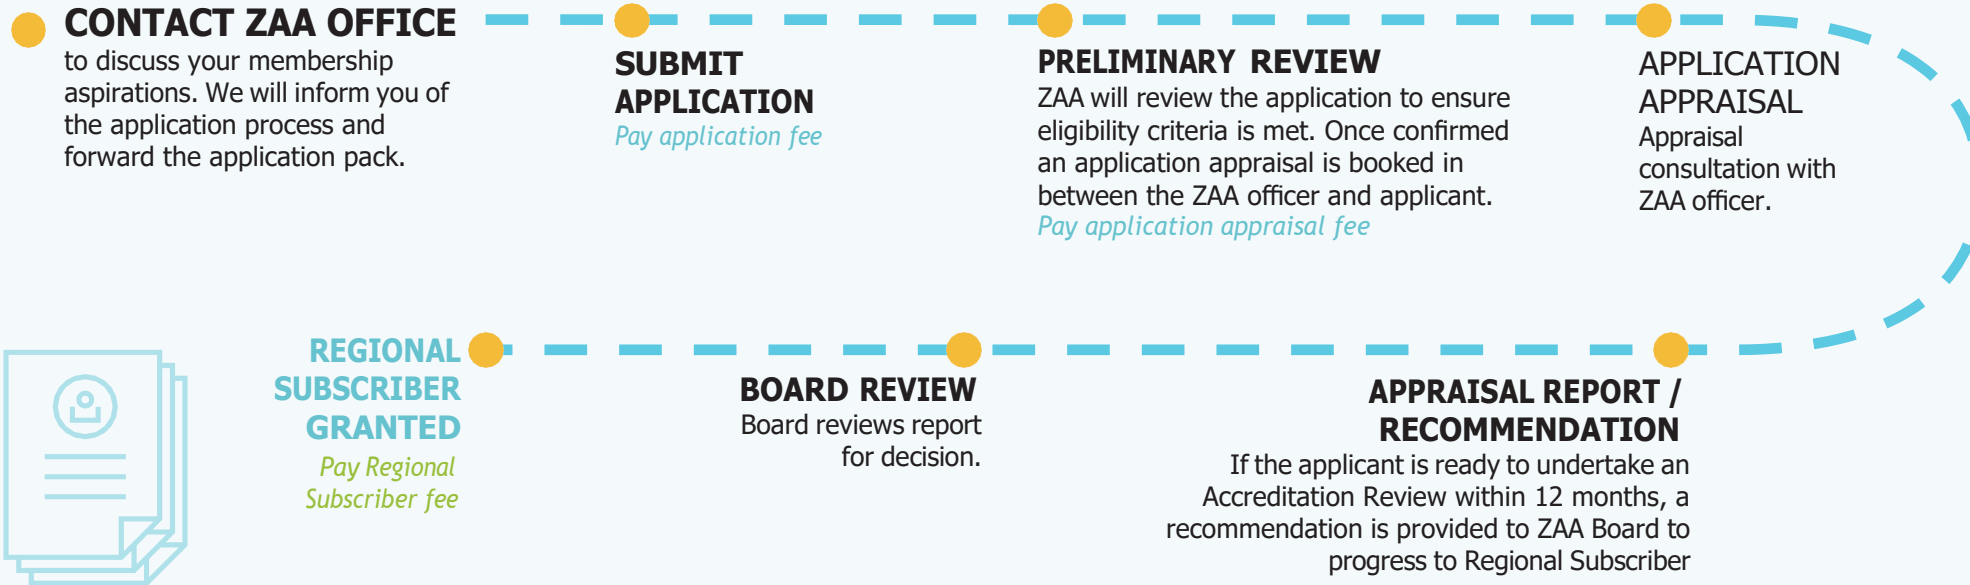 CONTACT ZAA OFFICE
to discuss your membership
aspirations. We will inform you of
the application process and
forward the application pack.
SUBMIT
APPLICATION
Pay application fee
PRELIMINARY REVIEW
ZAA will review the application to ensure
eligibility criteria is met. Once confirmed
an application appraisal is booked in
between the ZAA officer and applicant.
Pay application appraisal fee
APPLICATION
APPRAISAL
Appraisal
consultation with
ZAA officer.
APPRAISAL REPORT /
RECOMMENDATION
If the applicant is ready to undertake an
Accreditation Review within 12 months, a
recommendation is provided to ZAA Board to
progress to Regional Subscriber
BOARD REVIEW
Board reviews report
for decision.
REGIONAL
SUBSCRIBER
GRANTED
Pay Regional
Subscriber fee